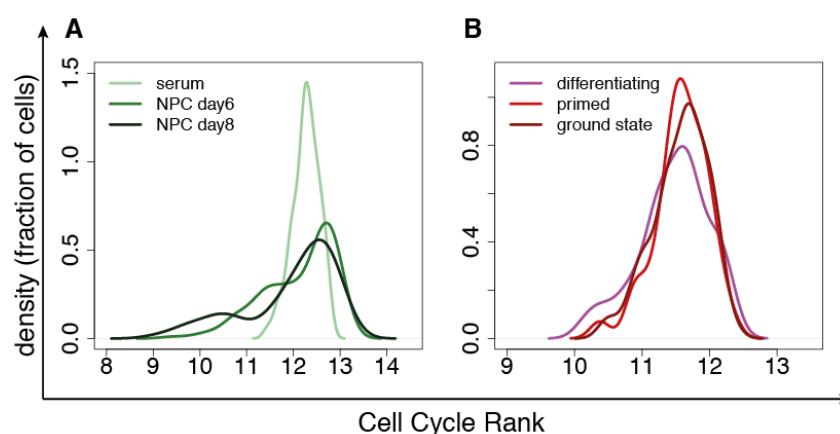 A
B
density (fraction of cells)
1.5
1.0
0.5
0.0
serum
NPC day6
NPC day8
8 9 10 11 12 13 14
0.8
0.4
0.0
differentiating
primed
ground state
9 10 11 12 13
Cell Cycle Rank